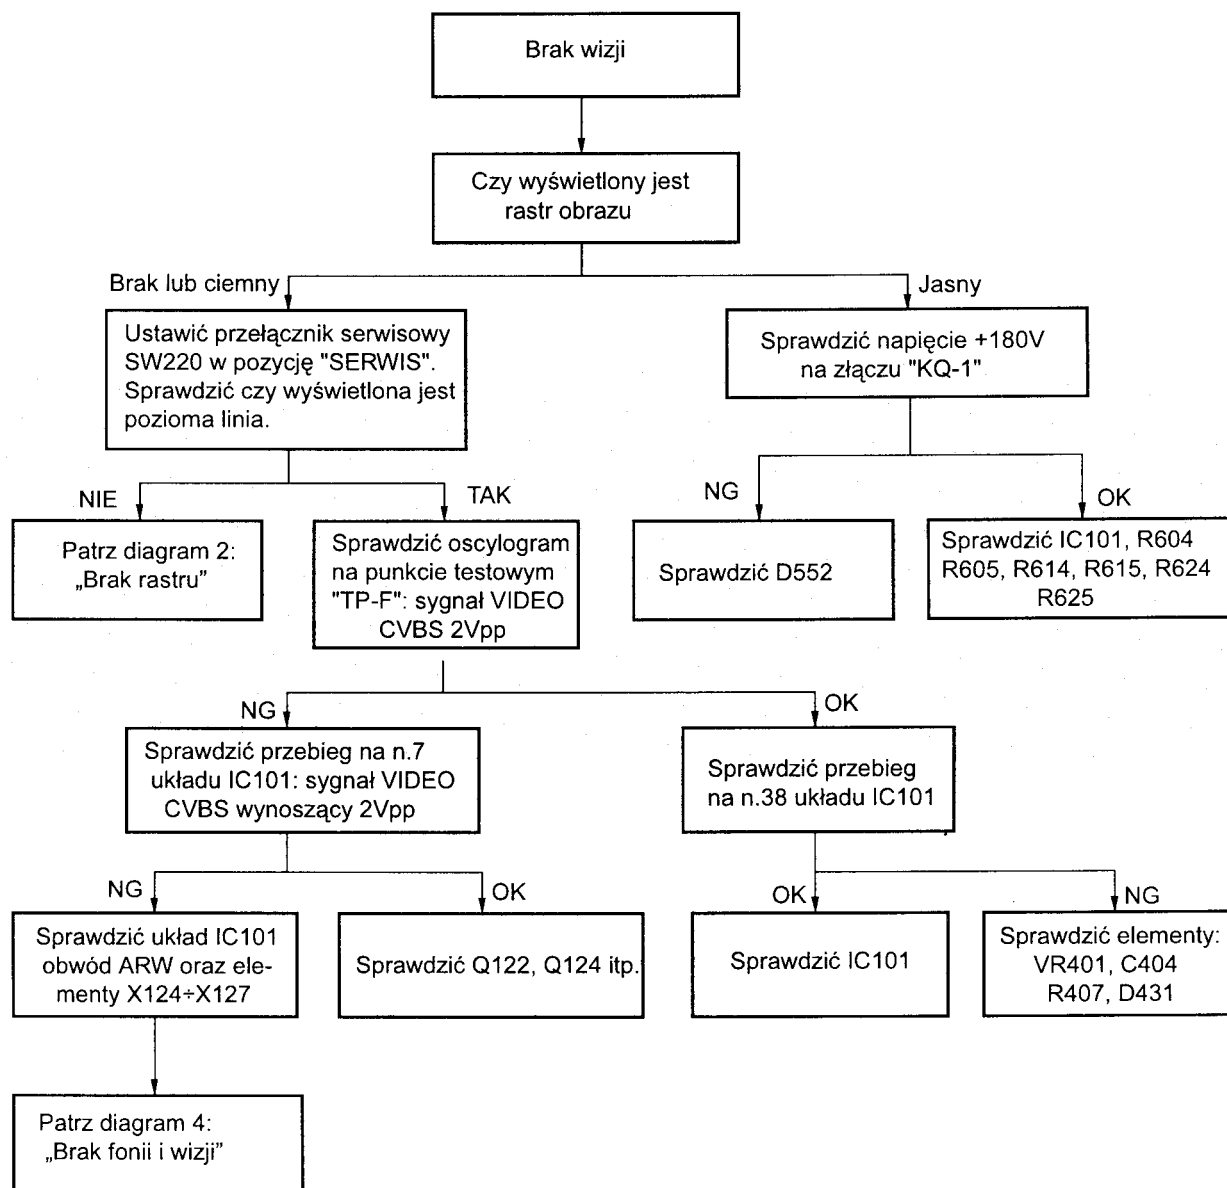 Brak wizji
Czy wyświetlony jest
rastr obrazu
Brak lub ciemny
Jasny
Ustawić przełącznik serwisowy
SW220 w pozycję "SERWIS".
Sprawdzić czy wyświetlona jest
pozioma linia.
Sprawdzić napięcie +180V
na złączu "KQ-1"
NIE
TAK
NG
OK
Patrz diagram 2:
„Brak rastru”
Sprawdzić oscylogram
na punkcie testowym
"TP-F": sygnał VIDEO
CVBS 2Vpp
Sprawdzić D552
Sprawdzić IC101, R604
R605, R614, R615, R624
R625
NG
OK
Sprawdzić przebieg na n.7
układu IC101: sygnał VIDEO
CVBS wynoszący 2Vpp
Sprawdzić przebieg
na n.38 układu IC101
NG
OK
OK
NG
Sprawdzić układ IC101
obwód ARW oraz ele-
menty X124÷X127
Sprawdzić Q122, Q124 itp.
Sprawdzić IC101
Sprawdzić elementy:
VR401, C404
R407, D431
Patrz diagram 4:
„Brak fonii i wizji”